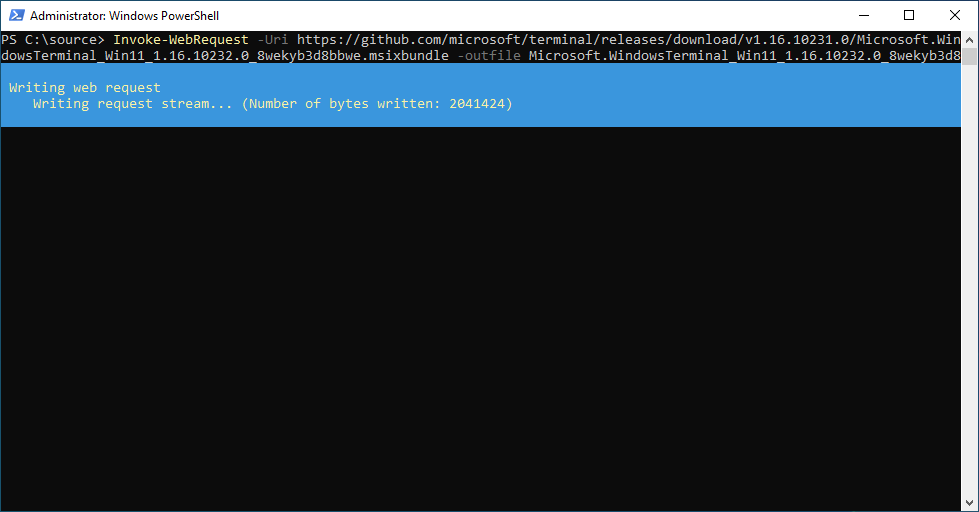 Administrator: Windows PowerShell
PS C:\source> Invoke-WebRequest -Uri https://github.com/microsoft/terminal/releases/download/v1.16.10231.0/Microsoft.Win
dowsTerminal_Win11_1.16.10232.0_8wekyb3d8bbwe.msixbundle -outfile Microsoft.WindowsTerminal_Win11_1.16.10232.0_8wekyb3d8
Writing web request
Writing request stream... (Number of bytes written: 2041424)